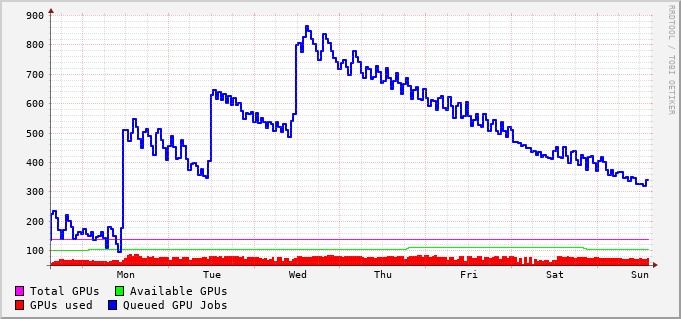 900
800
700
600
500
400
300
200
100
Mon Tue Wed Thu Fri Sat Sun
Total GPUs Available GPUs
GPUs used Queued GPU Jobs
RRDTOOL / TOBI OETIKER